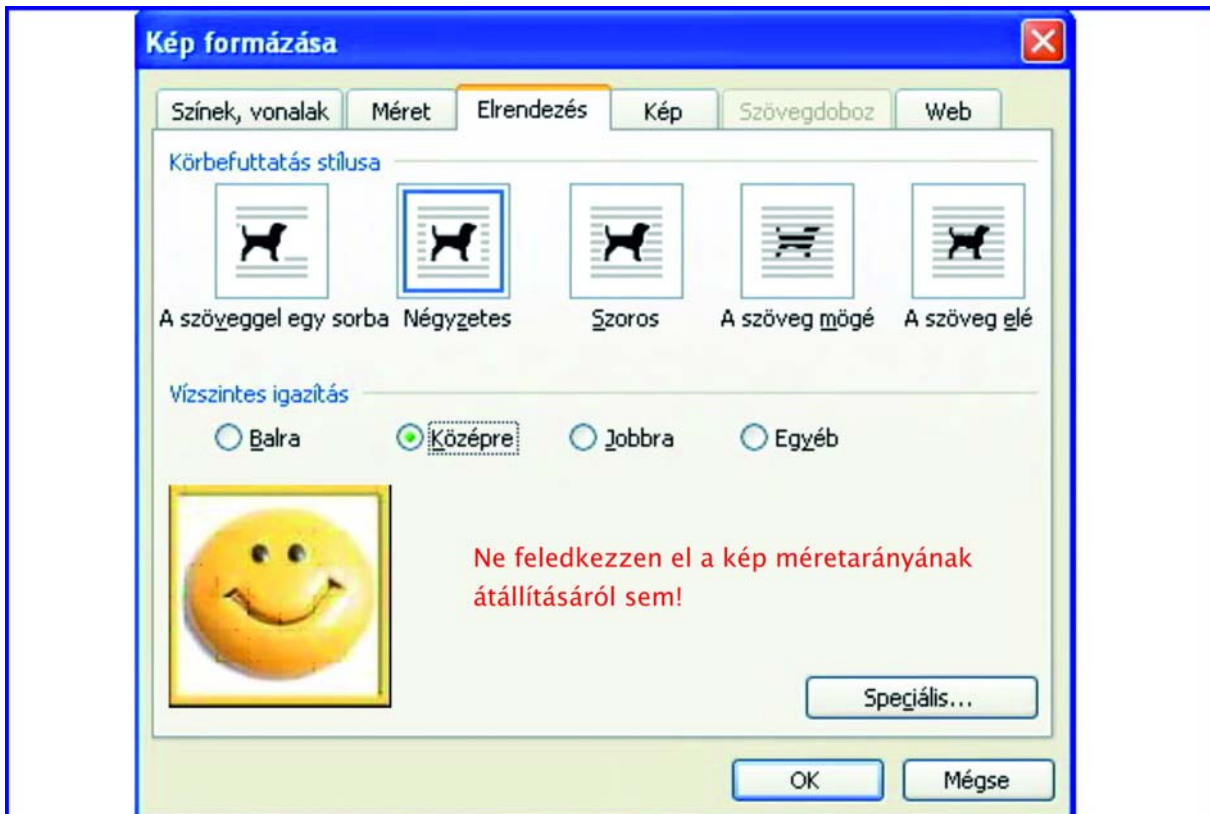 Kép formázása
Színek, vonalak Méret Elrendezés Kép Szövegdoboz Web
Körbefuttatás stílusa
A szöveggel egy sorba Négyzetes Szoros A szöveg mögé A szöveg elé
Vízszintes igazítás
Balra Középre Jobbra Egyéb
Ne feledkezzen el a kép méretarányának
átállításáról sem!
Speciális...
OK Mégse